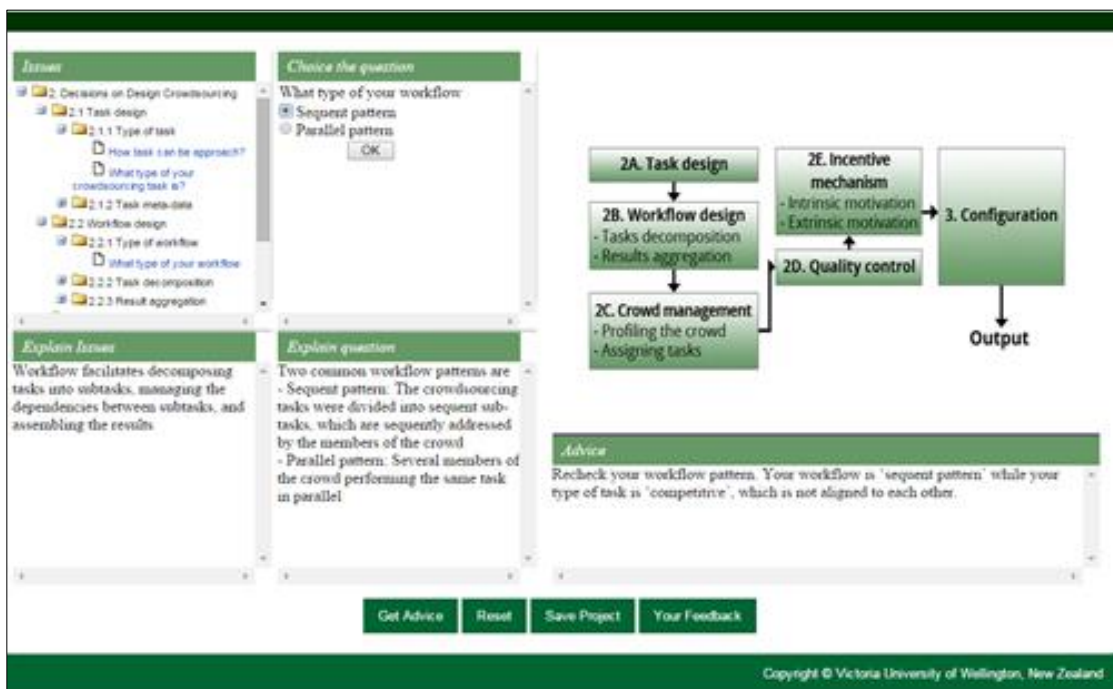 Issues
2. Decisions on Design Crowdsourcing
2.1 Task design
2.1.1 Type of task
How task can be approach?
What type of your
crowdsourcing task is?
2.1.2 Task meta-data
2.2 Workflow design
2.2.1 Type of workflow
What type of your workflow
2.2.2 Task decomposition
2.2.3 Result aggregation
Choice the question
What type of your workflow
Sequent pattern
Parallel pattern
OK
Explain Issues
Workflow facilitates decomposing
tasks into subtasks, managing the
dependencies between subtasks, and
assembling the results
Explain question
Two common workflow patterns are
- Sequent pattern: The crowdsourcing
tasks were divided into sequent sub-
tasks, which are sequently addressed
by the members of the crowd
- Parallel pattern: Several members of
the crowd performing the same task
in parallel
2A. Task design
2B. Workflow design
- Tasks decomposition
- Results aggregation
2C. Crowd management
- Profiling the crowd
- Assigning tasks
2E. Incentive
mechanism
- Intrinsic motivation
- Extrinsic motivation
2D. Quality control
3. Configuration
Output
Advice
Recheck your workflow pattern. Your workflow is 'sequent pattern' while your
type of task is 'competitive', which is not aligned to each other.
Get Advice
Reset
Save Project
Your Feedback
Copyright © Victoria University of Wellington, New Zealand